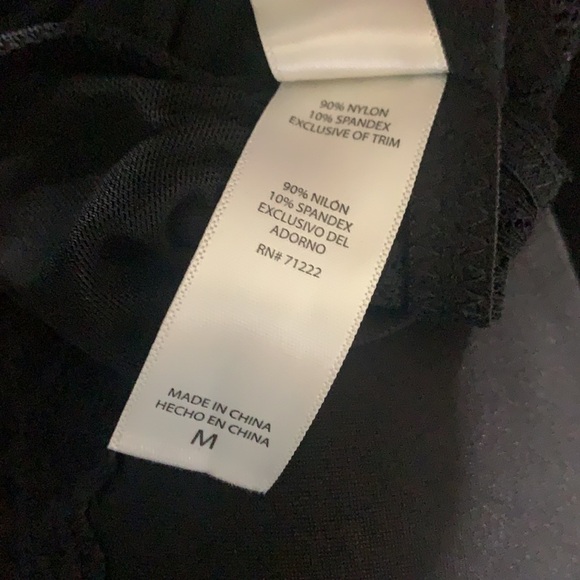 90% NYLON
10% SPANDEX
EXCLUSIVE OF TRIM
90% NILÓN
10% SPANDEX
EXCLUSIVO DEL
ADORNO
RN# 71222
MADE IN CHINA
HECHO EN CHINA
M